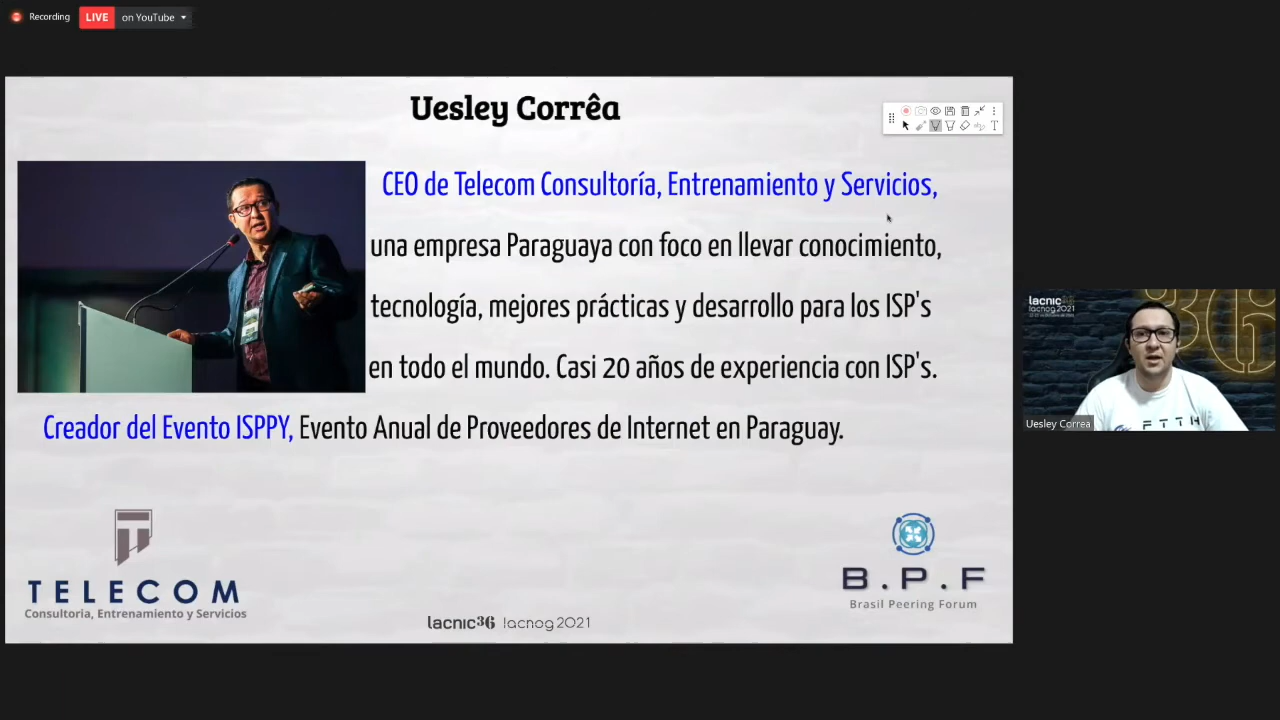 Recording
LIVE on YouTube
Uesley Corrêa
CEO de Telecom Consultoría, Entrenamiento y Servicios,
una empresa Paraguaya con foco en llevar conocimiento,
tecnología, mejores prácticas y desarrollo para los ISP's
en todo el mundo. Casi 20 años de experiencia con ISP's.
Creador del Evento ISPPY, Evento Anual de Proveedores de Internet en Paraguay.
TELECOM
Consultoria, Entrenamiento y Servicios
lacnic36 lacnog2021
B.P.F
Brasil Peering Forum
lacnic36
lacnog2021
36
FTTH
Uesley Correa